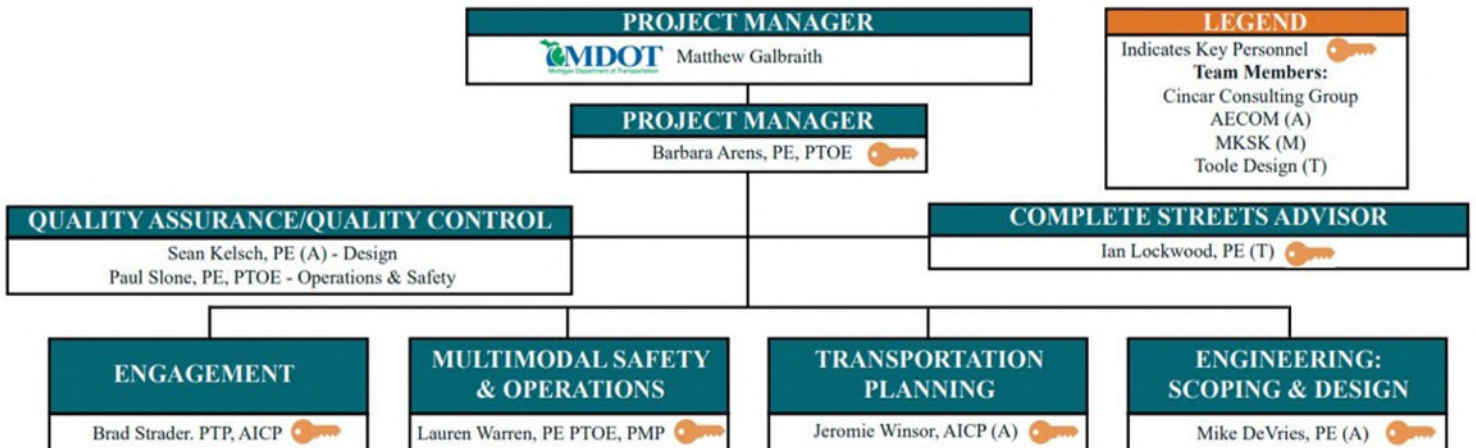 PROJECT MANAGER
MDOT
Michigan Department of Transportation
Matthew Galbraith
LEGEND
Indicates Key Personnel
Team Members:
Cincar Consulting Group
AECOM (A)
MKSK (M)
Toole Design (T)
PROJECT MANAGER
Barbara Arens, PE, PTOE
QUALITY ASSURANCE/QUALITY CONTROL
Sean Kelsch, PE (A) - Design
Paul Slone, PE, PTOE - Operations & Safety
COMPLETE STREETS ADVISOR
Ian Lockwood, PE (T)
ENGAGEMENT
Brad Strader. PTP, AICP
MULTIMODAL SAFETY
& OPERATIONS
Lauren Warren, PE PTOE, PMP
TRANSPORTATION
PLANNING
Jeromie Winsor, AICP (A)
ENGINEERING:
SCOPING & DESIGN
Mike DeVries, PE (A)